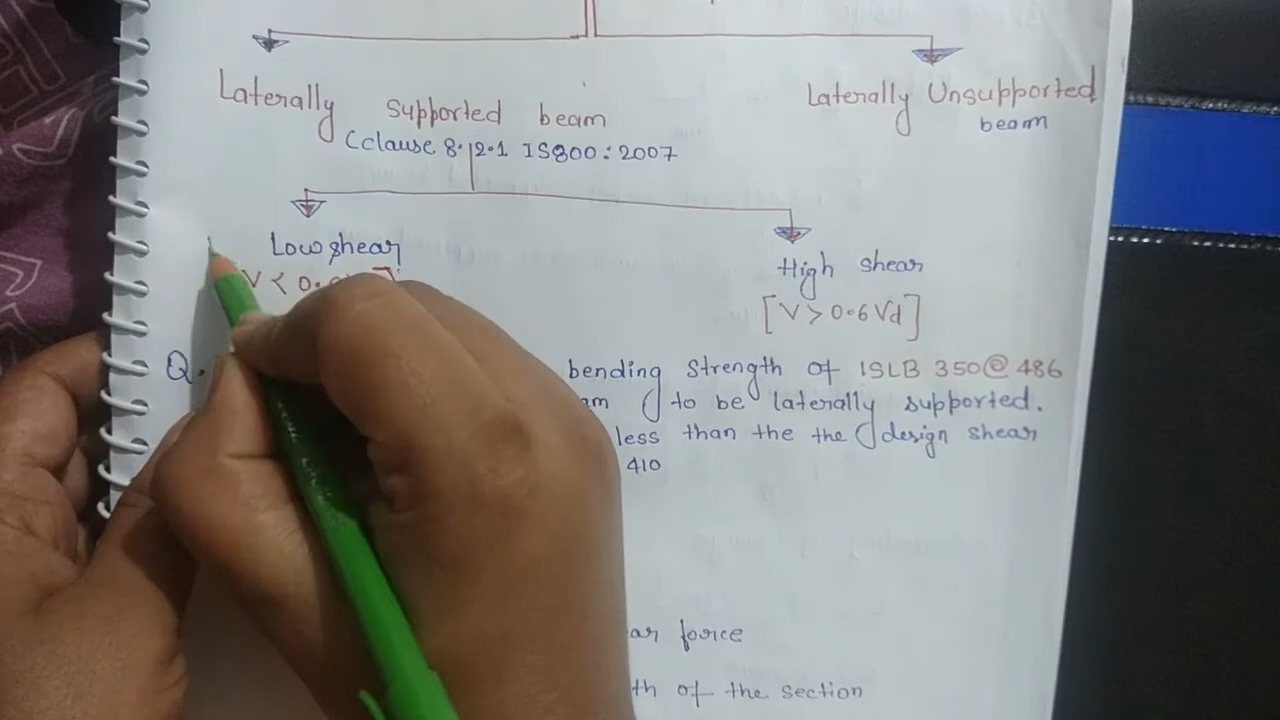 Laterally supported beam
Laterally Unsupported
beam
(clause 8.2.1 IS800:2007
Low shear
High shear
V < 0.
[V > 0.6 Vd]
Q. bending strength of ISLB 350@ 486
to be laterally supported.
less than the the design shear
410
force
of the section